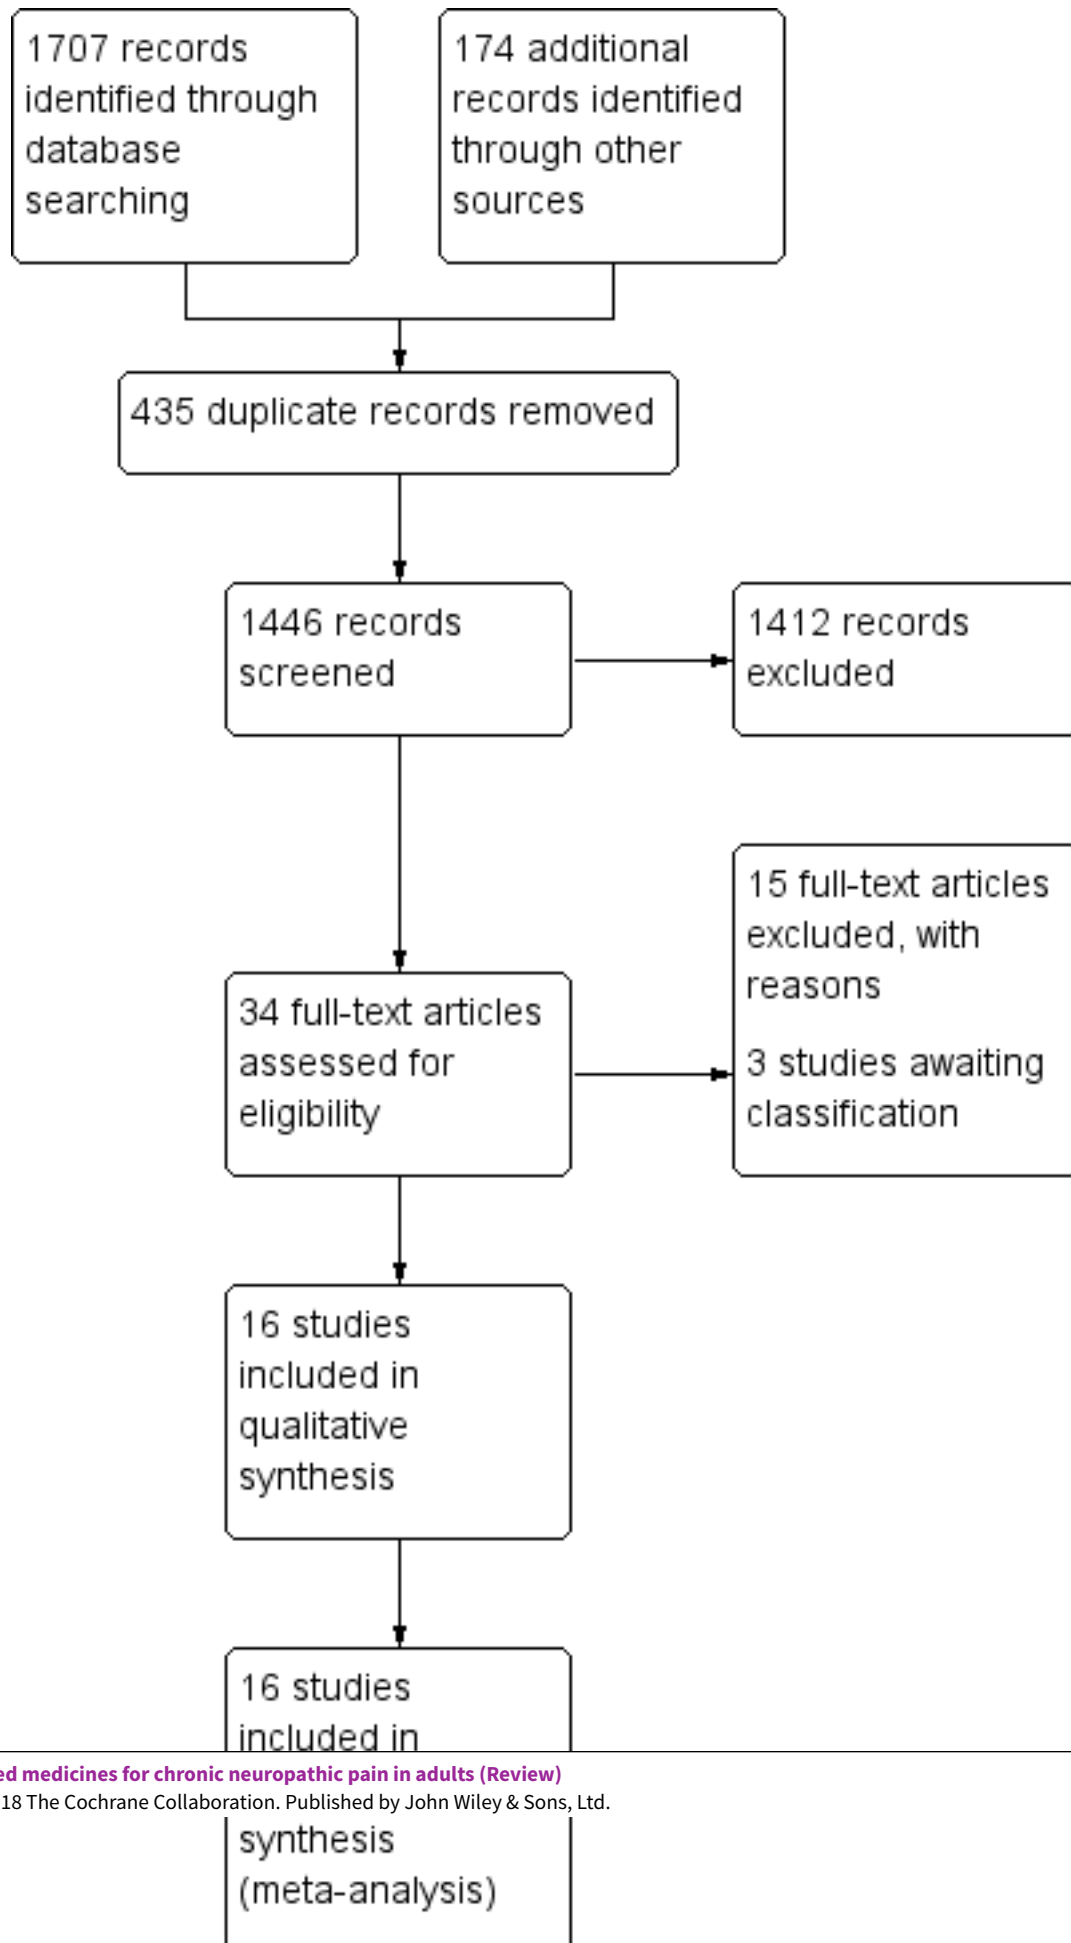 1707 records
identified through
database
searching
174 additional
records identified
through other
sources
435 duplicate records removed
1446 records
screened
1412 records
excluded
15 full-text articles
excluded, with
reasons
3 studies awaiting
classification
34 full-text articles
assessed for
eligibility
16 studies
included in
qualitative
synthesis
16 studies
included in
ed medicines for chronic neuropathic pain in adults (Review)
18 The Cochrane Collaboration. Published by John Wiley & Sons, Ltd.
synthesis
(meta-analysis)